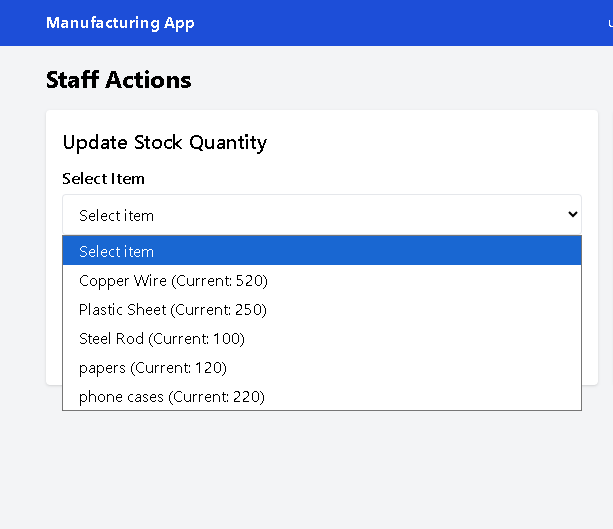 Manufacturing App
Staff Actions
Update Stock Quantity
Select Item
Select item
Select item
Copper Wire (Current: 520)
Plastic Sheet (Current: 250)
Steel Rod (Current: 100)
papers (Current: 120)
phone cases (Current: 220)